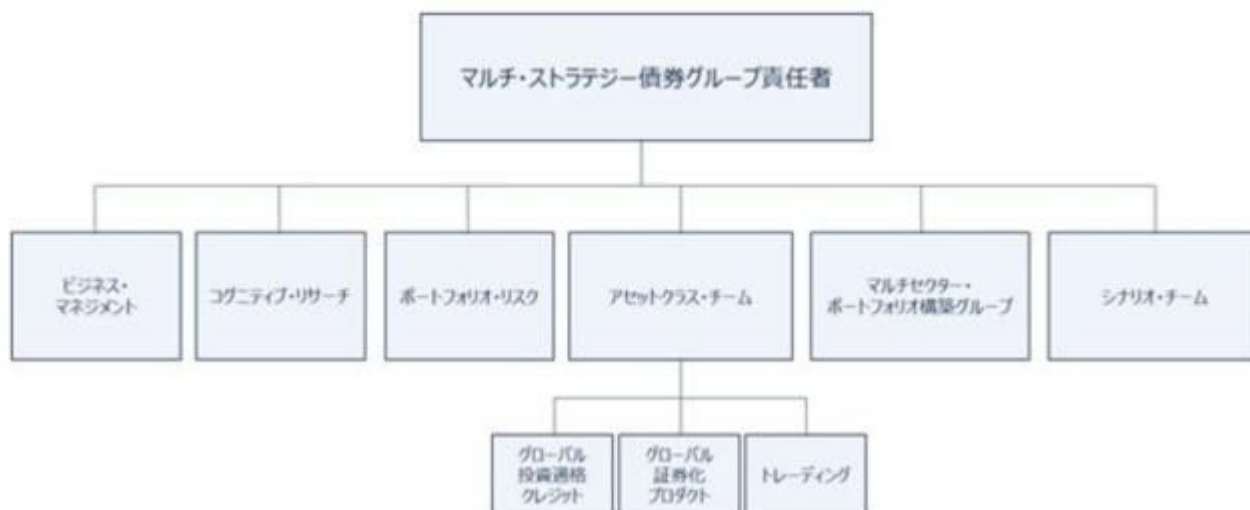 マルチ・ストラテジー債券グループ責任者
ビジネス・
マネジメント
コグニティブ・リサーチ
ポートフォリオ・リスク
アセットクラス・チーム
マルチセクター・
ポートフォリオ構築グループ
シナリオ・チーム
グローバル
投資適格
クレジット
グローバル
証券化
プロダクト
トレーディング